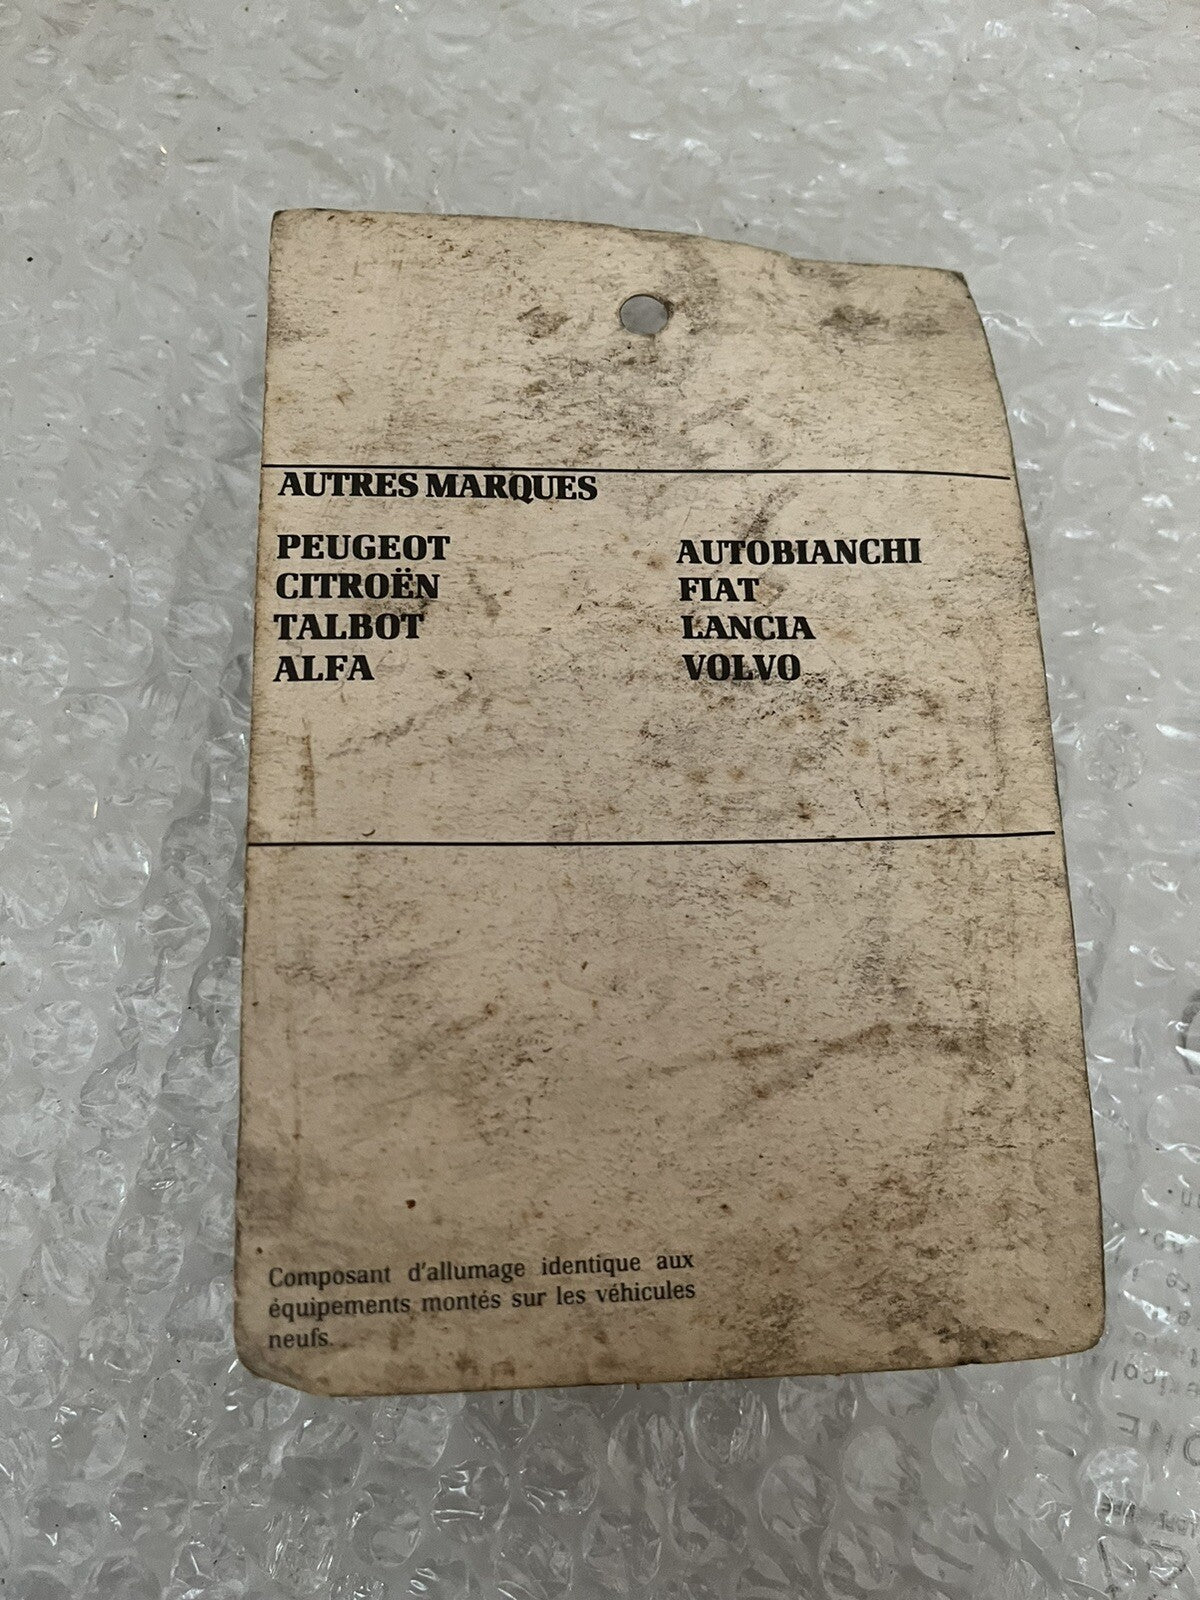 AUTRES MARQUES
PEUGEOT
CITROËN
TALBOT
ALFA
AUTOBIANCHI
FIAT
LANCIA
VOLVO
Composant d'allumage identique aux
équipements montés sur les véhicules
neufs.